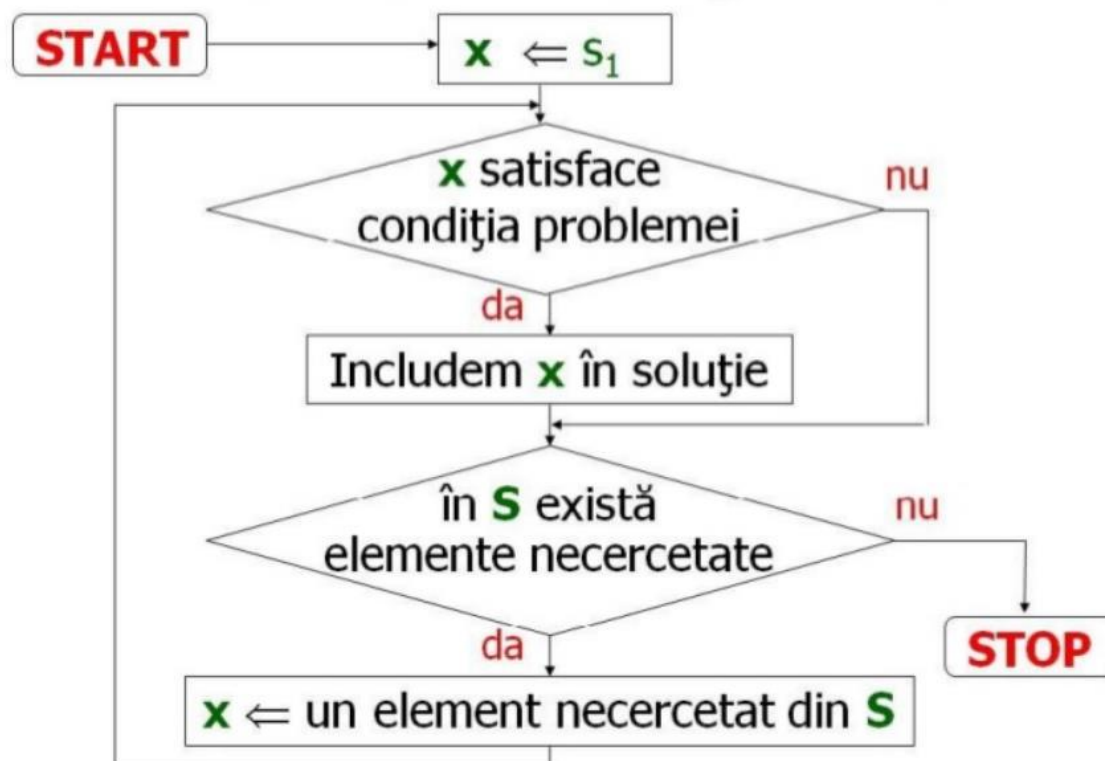 START
x ⇐ s₁
x satisface
condiţia problemei
nu
da
Includem x în soluţie
în S există
elemente necercetate
nu
da
STOP
x ⇐ un element necercetat din S